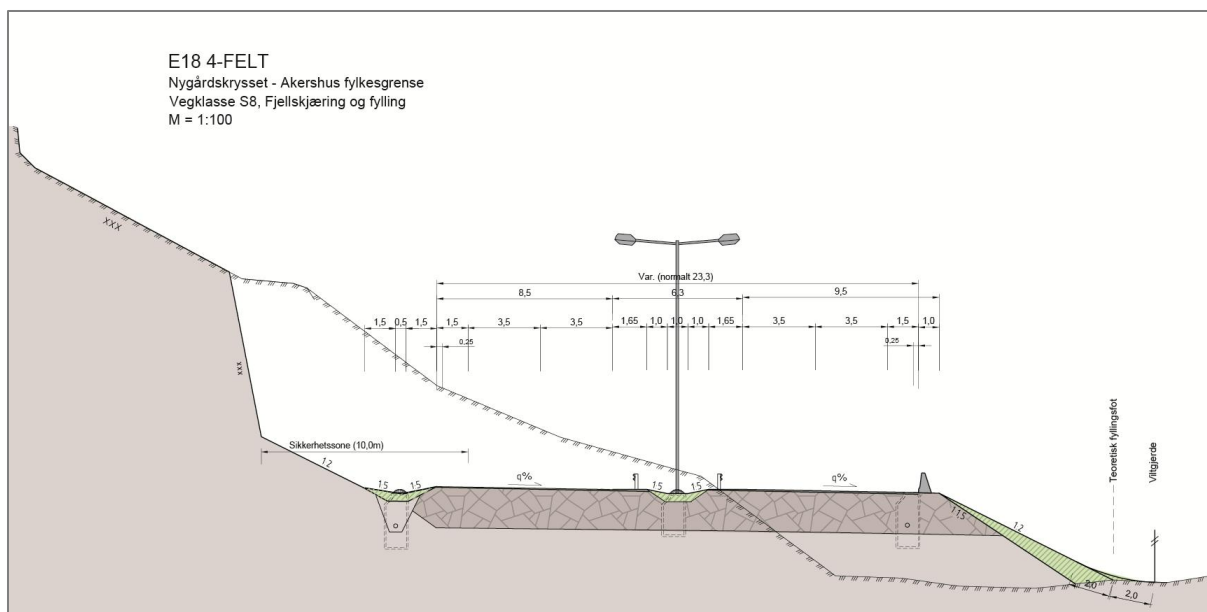 E18 4-FELT
Nygårdskrysset - Akershus fylkesgrense
Vegklasse S8, Fjellskjæring og fylling
M = 1:100
XXX
Var. (normalt 23,3)
8,5 6,3 9,5
1,5 0,5 1,5 1,5 3,5 3,5 1,65 1,0 1,0 1,0 1,65 3,5 3,5 1,5 1,0
0,25 0,25
xxx
Sikkerhetssone (10,0m)
1:2
1:5 1:5 q% 1:5 1:5 q%
1:1,5 1:2
Teoretisk fyllingsfot
Viltgjerde
2,0 2,0